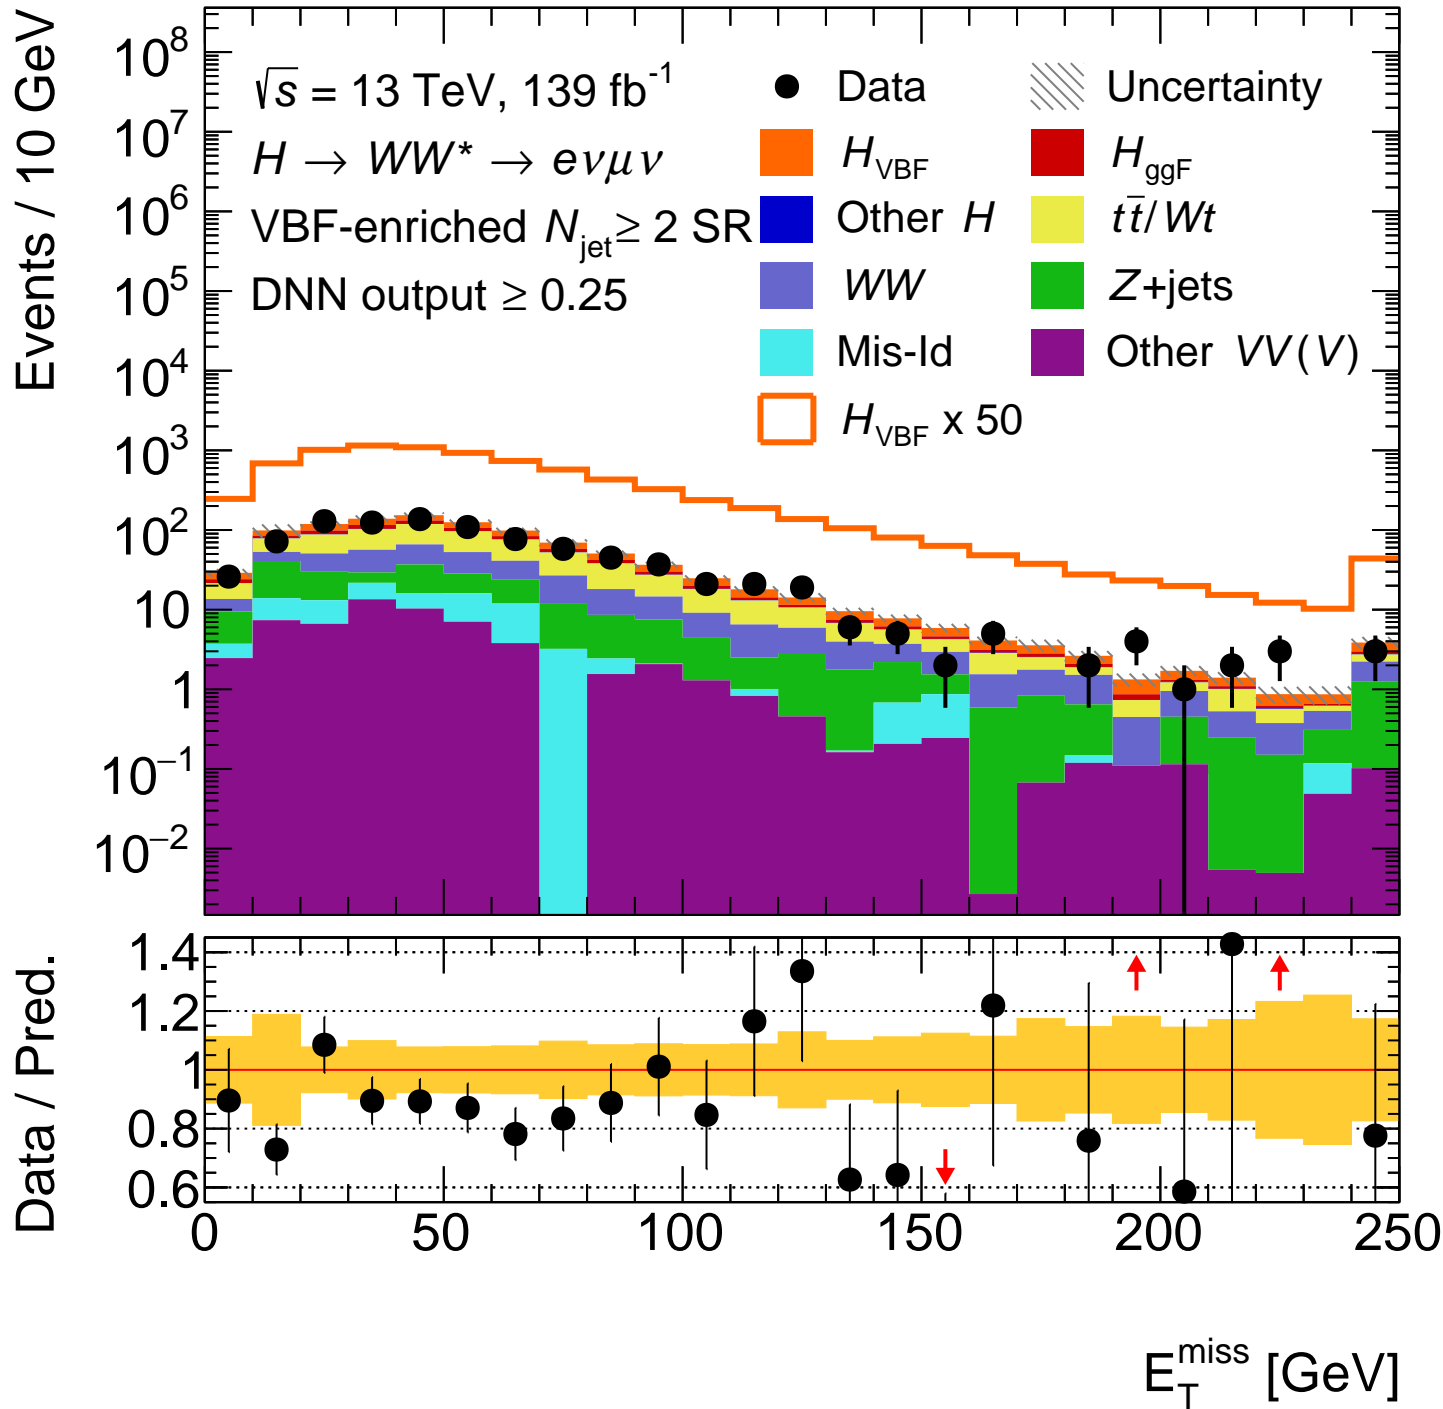 Events / 10 GeV
10⁸
10⁷
10⁶
10⁵
10⁴
10³
10²
10
1
10⁻¹
10⁻²
√s = 13 TeV, 139 fb⁻¹
H → WW* → eνμν
VBF-enriched N_jet ≥ 2 SR
DNN output ≥ 0.25
Data
Uncertainty
H_VBF
H_ggF
Other H
tt̄/Wt
WW
Z+jets
Mis-Id
Other VV(V)
H_VBF x 50
Data / Pred.
1.4
1.2
1
0.8
0.6
0 50 100 150 200 250
E_T^miss [GeV]